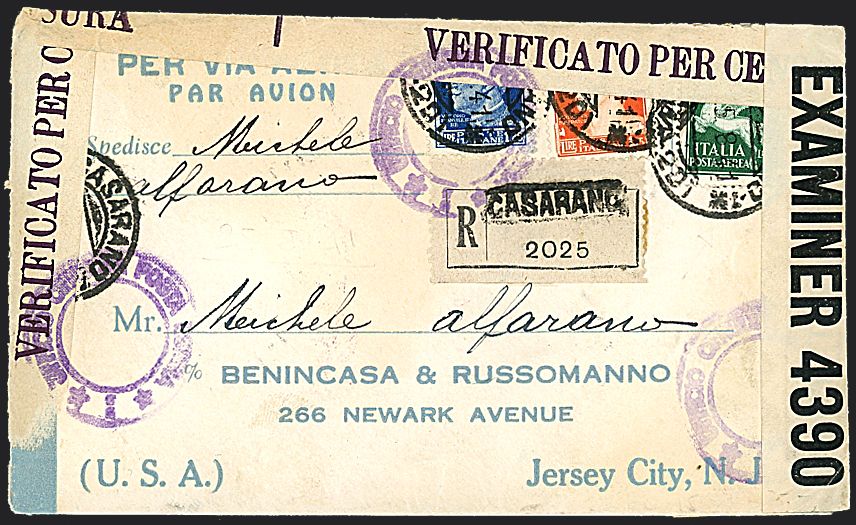 SURA
VERIFICATO PER CE
VERIFICATO PER C
PER VIA
PAR AVION
Spedisce Michele
alfarano
CASARANO
ITALIA
POSTA AEREA
R
CASARANO
2025
Mr. Michele alfarano
% BENINCASA & RUSSOMANNO
266 NEWARK AVENUE
(U. S. A.) Jersey City, N. J
EXAMINER 4390